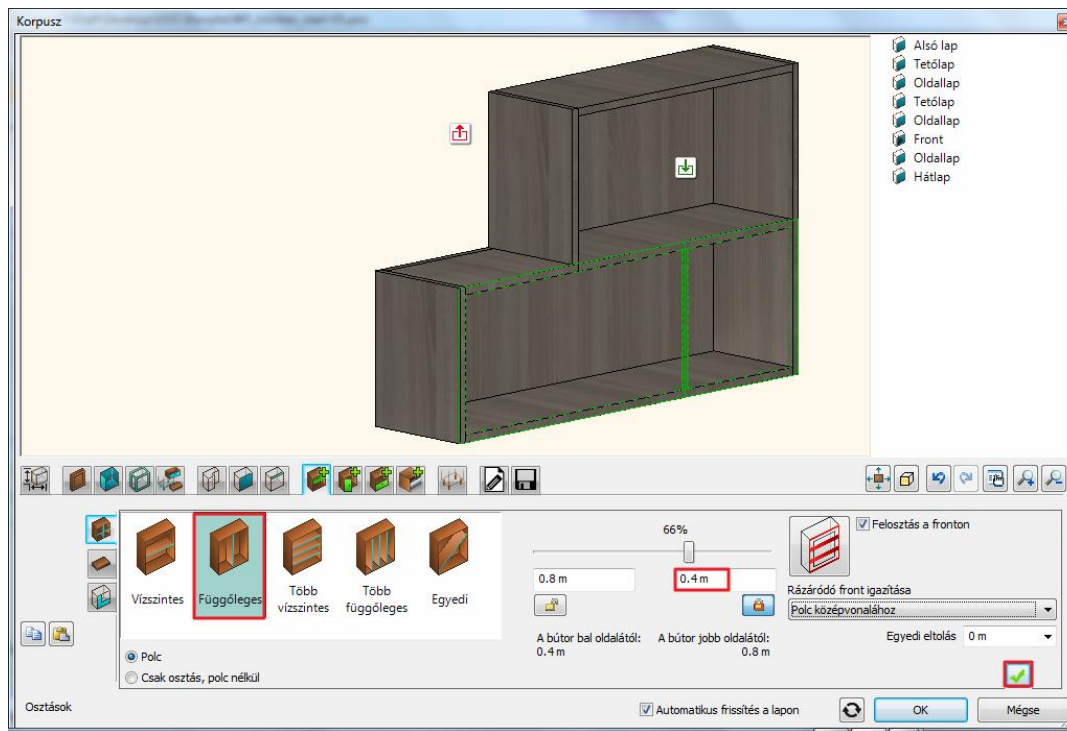 Korpusz
Alsó lap
Tetőlap
Oldallap
Tetőlap
Oldallap
Front
Oldallap
Hátlap
Vízszintes
Függőleges
Több vízszintes
Több függőleges
Egyedi
Polc
Csak osztás, polc nélkül
66%
0.8 m
0.4 m
A bútor bal oldalától:
0.4 m
A bútor jobb oldalától:
0.8 m
Felosztás a fronton
Rázáródó front igazítása
Polc középvonalához
Egyedi eltolás 0 m
Osztások
Automatikus frissítés a lapon
OK
Mégse